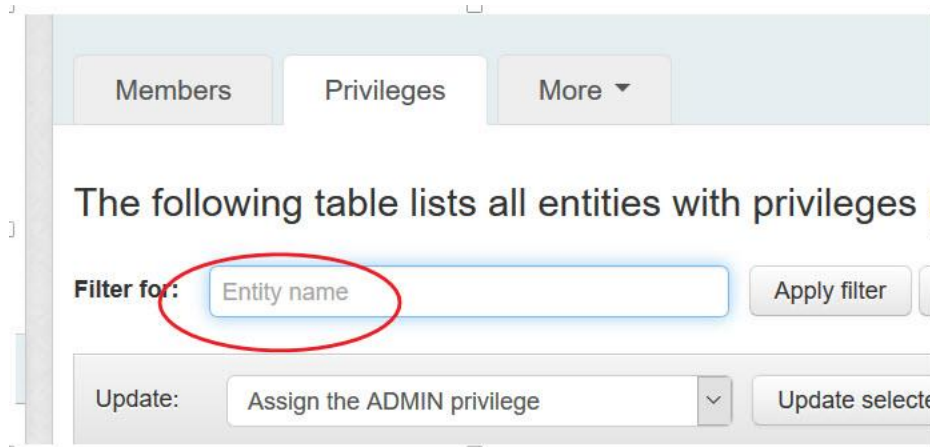 Members Privileges More
The following table lists all entities with privileges
Filter for: Entity name Apply filter
Update: Assign the ADMIN privilege Update selecte